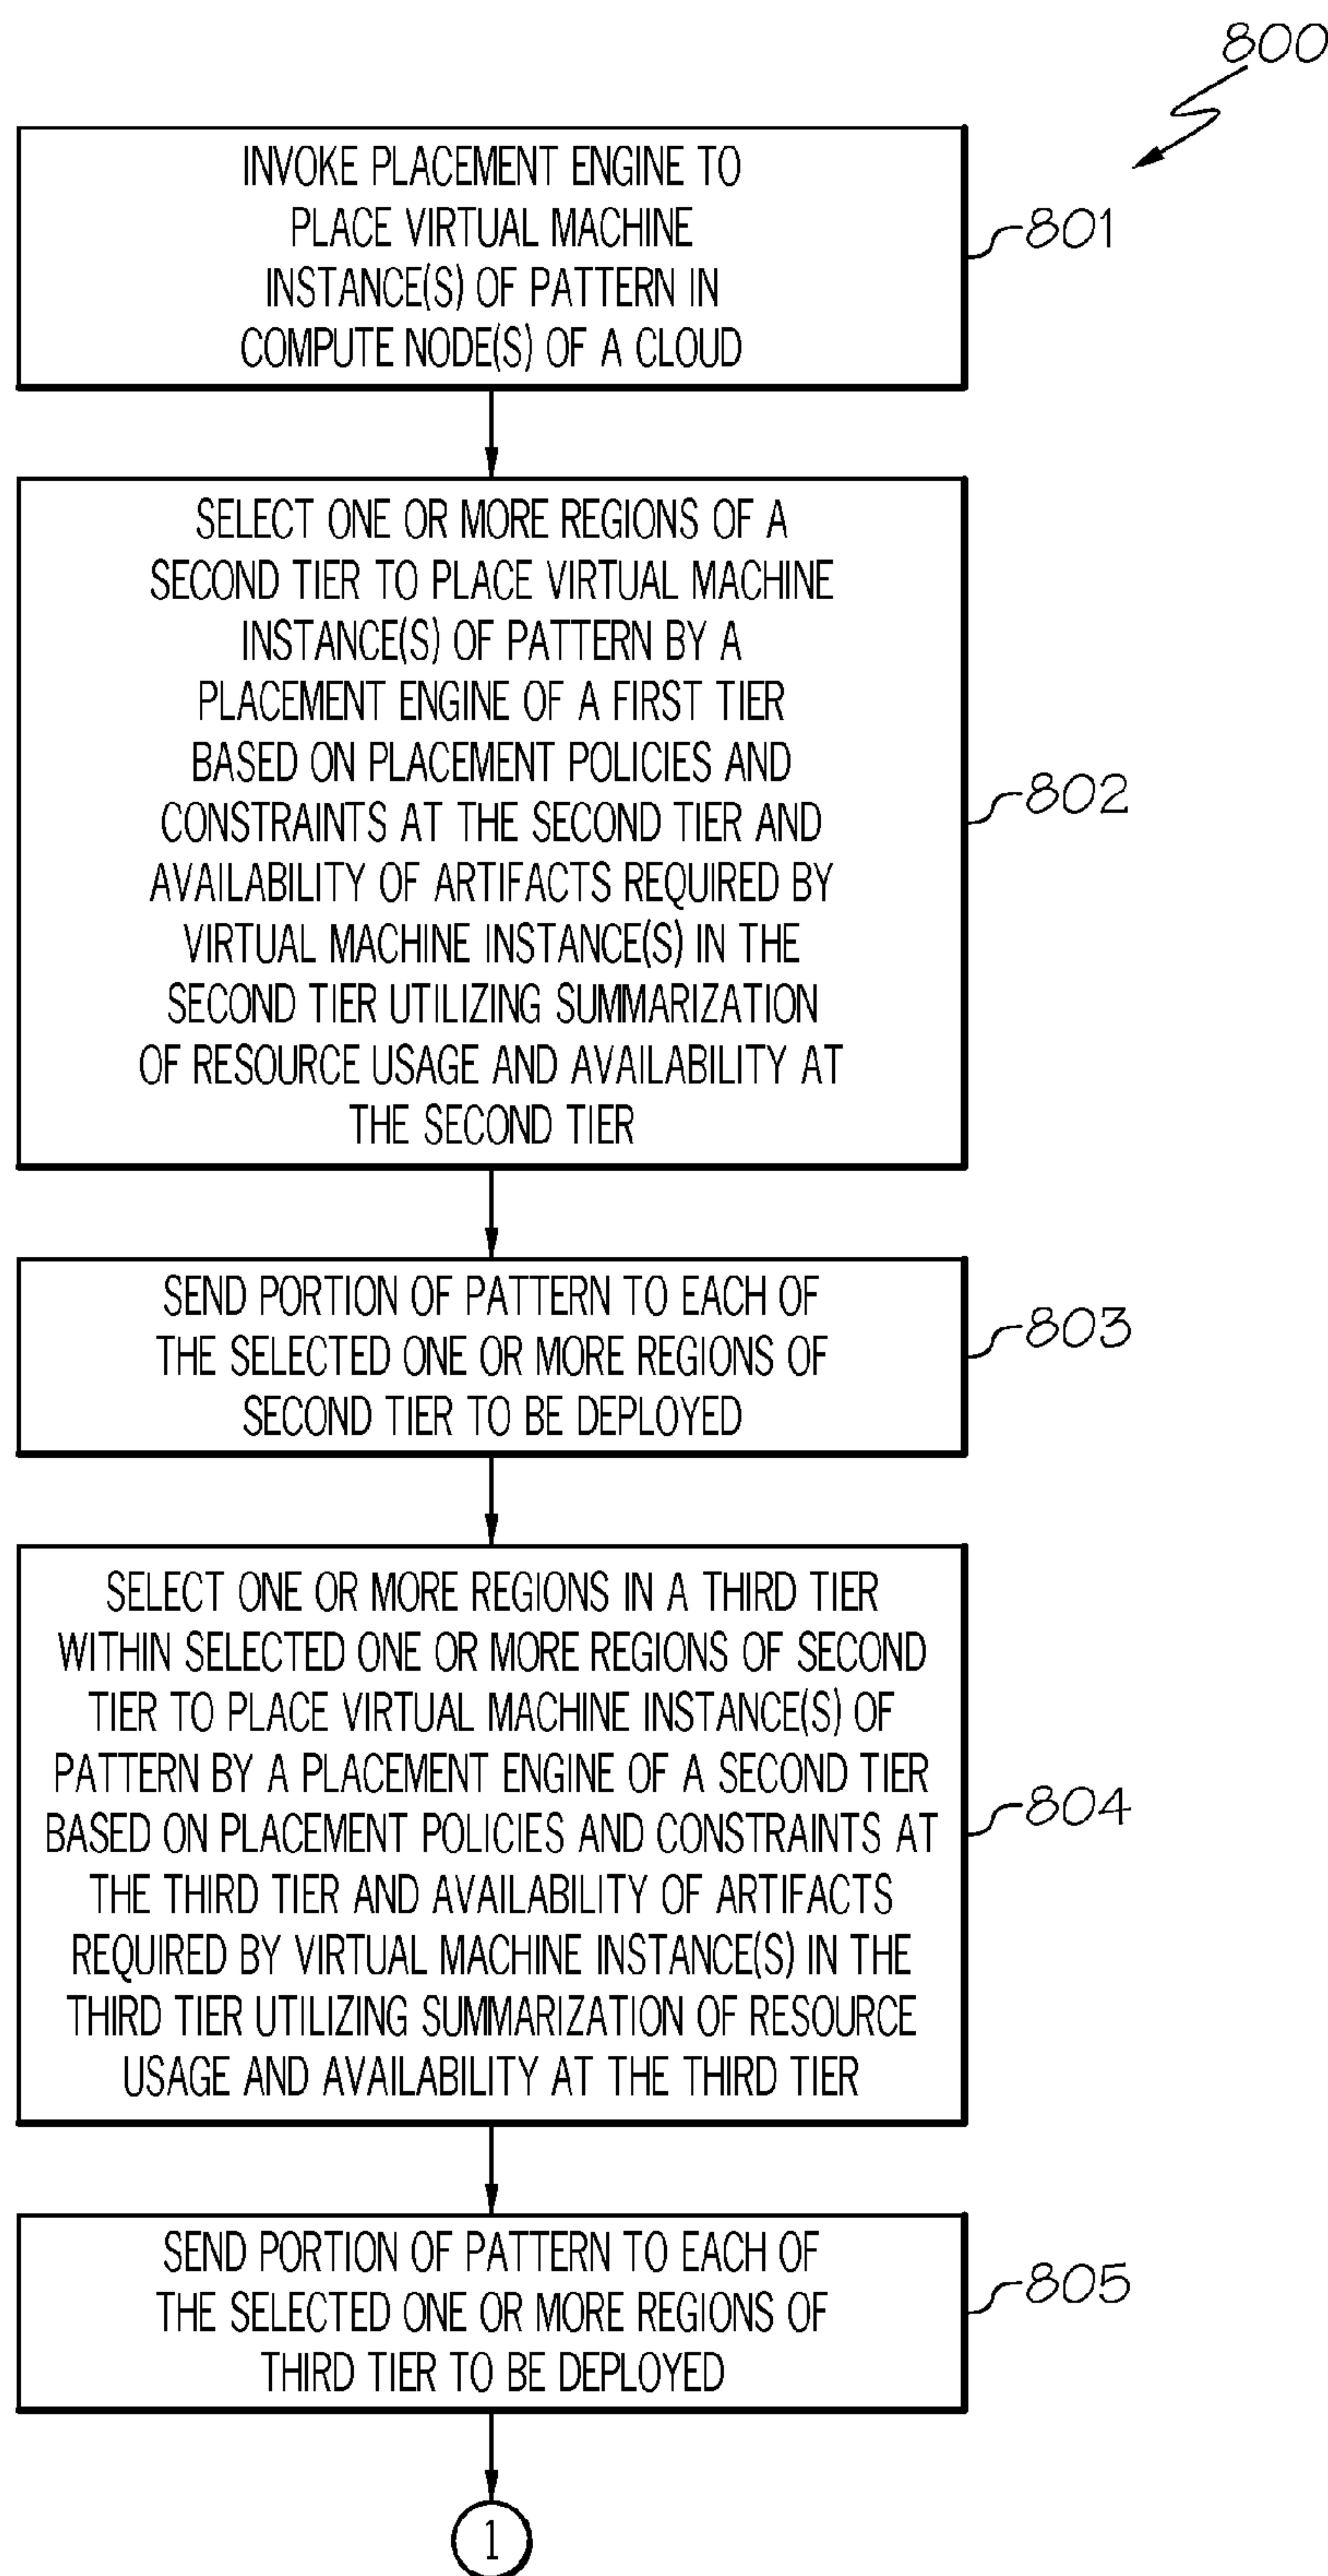 800
INVOKE PLACEMENT ENGINE TO
PLACE VIRTUAL MACHINE
INSTANCE(S) OF PATTERN IN
COMPUTE NODE(S) OF A CLOUD
801
SELECT ONE OR MORE REGIONS OF A
SECOND TIER TO PLACE VIRTUAL MACHINE
INSTANCE(S) OF PATTERN BY A
PLACEMENT ENGINE OF A FIRST TIER
BASED ON PLACEMENT POLICIES AND
CONSTRAINTS AT THE SECOND TIER AND
AVAILABILITY OF ARTIFACTS REQUIRED BY
VIRTUAL MACHINE INSTANCE(S) IN THE
SECOND TIER UTILIZING SUMMARIZATION
OF RESOURCE USAGE AND AVAILABILITY AT
THE SECOND TIER
802
SEND PORTION OF PATTERN TO EACH OF
THE SELECTED ONE OR MORE REGIONS OF
SECOND TIER TO BE DEPLOYED
803
SELECT ONE OR MORE REGIONS IN A THIRD TIER
WITHIN SELECTED ONE OR MORE REGIONS OF SECOND
TIER TO PLACE VIRTUAL MACHINE INSTANCE(S) OF
PATTERN BY A PLACEMENT ENGINE OF A SECOND TIER
BASED ON PLACEMENT POLICIES AND CONSTRAINTS AT
THE THIRD TIER AND AVAILABILITY OF ARTIFACTS
REQUIRED BY VIRTUAL MACHINE INSTANCE(S) IN THE
THIRD TIER UTILIZING SUMMARIZATION OF RESOURCE
USAGE AND AVAILABILITY AT THE THIRD TIER
804
SEND PORTION OF PATTERN TO EACH OF
THE SELECTED ONE OR MORE REGIONS OF
THIRD TIER TO BE DEPLOYED
805
1